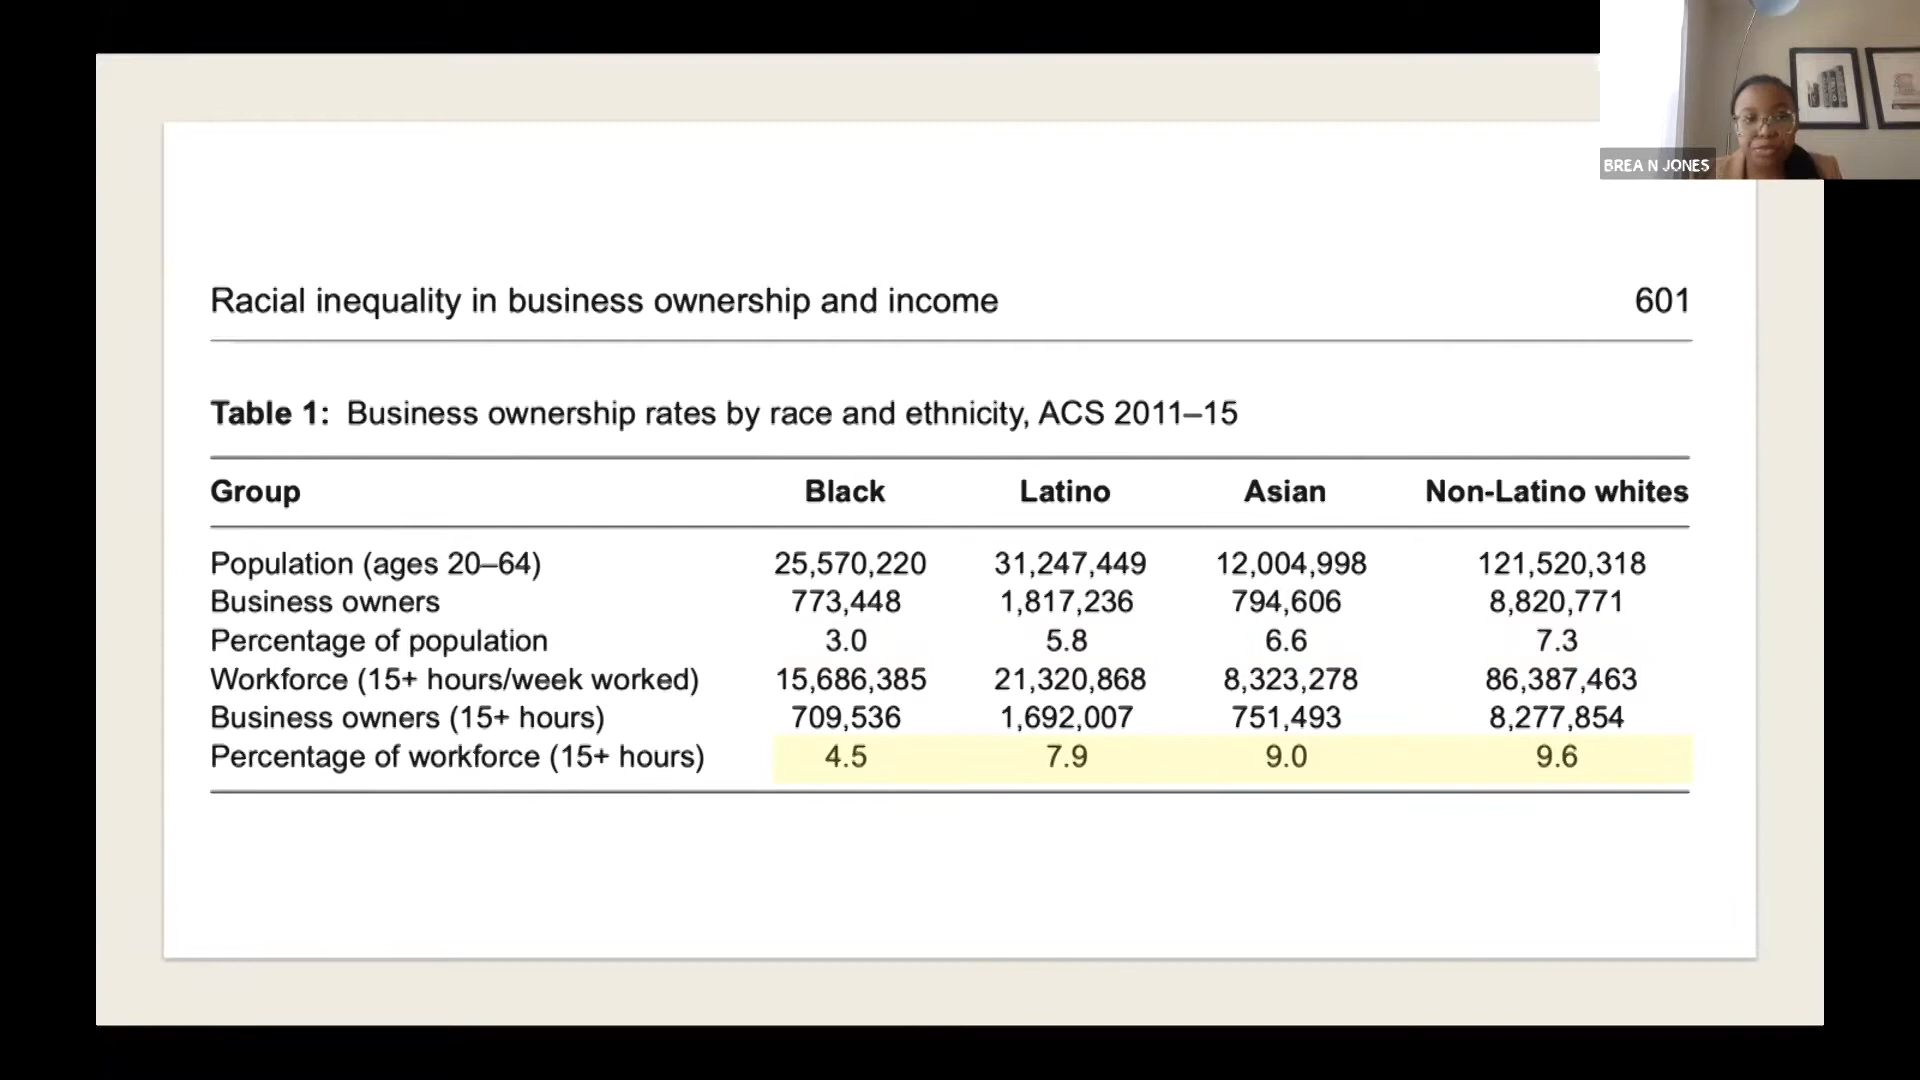 BREA N JONES
Racial inequality in business ownership and income 601
Table 1: Business ownership rates by race and ethnicity, ACS 2011–15
Group Black Latino Asian Non-Latino whites
Population (ages 20–64) 25,570,220 31,247,449 12,004,998 121,520,318
Business owners 773,448 1,817,236 794,606 8,820,771
Percentage of population 3.0 5.8 6.6 7.3
Workforce (15+ hours/week worked) 15,686,385 21,320,868 8,323,278 86,387,463
Business owners (15+ hours) 709,536 1,692,007 751,493 8,277,854
Percentage of workforce (15+ hours) 4.5 7.9 9.0 9.6